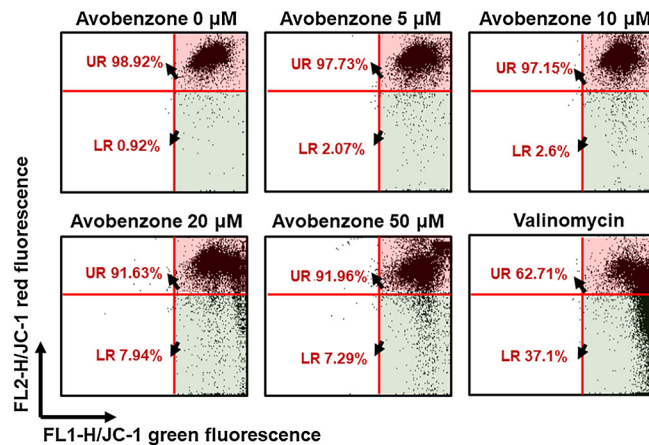 Avobenzone 0 µM
Avobenzone 5 µM
Avobenzone 10 µM
UR 98.92%
LR 0.92%
UR 97.73%
LR 2.07%
UR 97.15%
LR 2.6%
Avobenzone 20 µM
Avobenzone 50 µM
Valinomycin
UR 91.63%
LR 7.94%
UR 91.96%
LR 7.29%
UR 62.71%
LR 37.1%
FL2-H/JC-1 red fluorescence
FL1-H/JC-1 green fluorescence